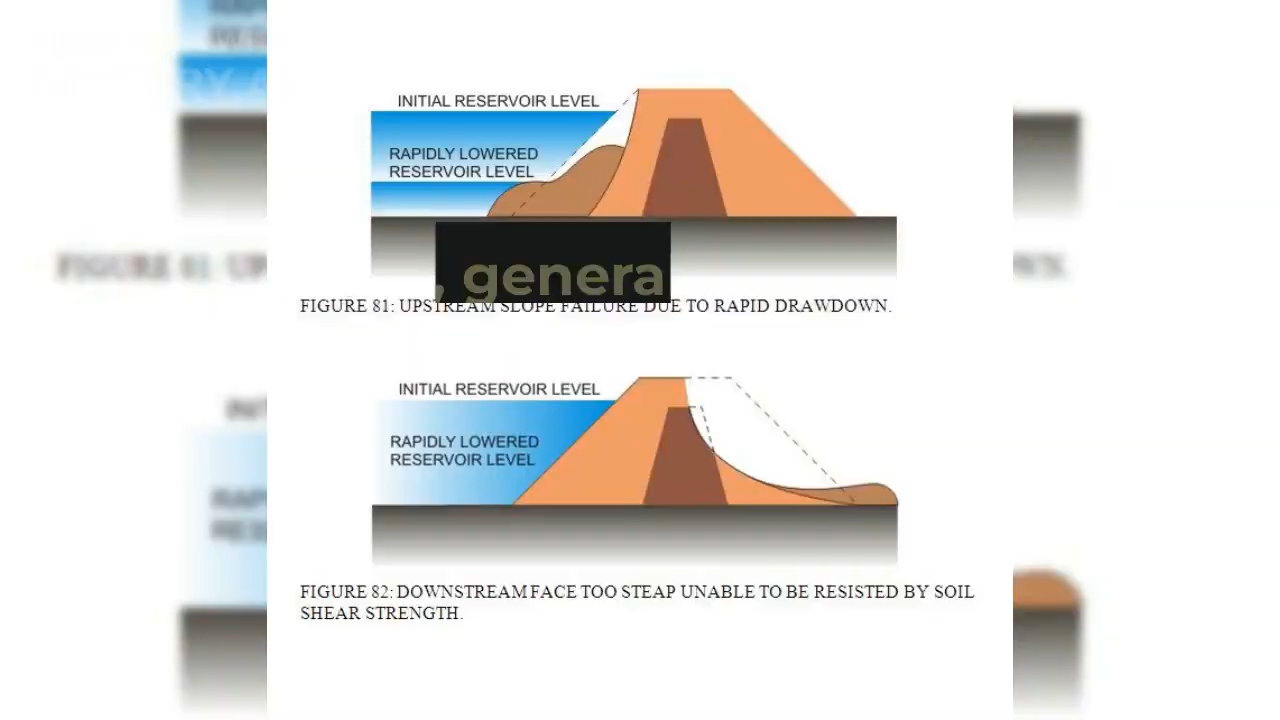 INITIAL RESERVOIR LEVEL
RAPIDLY LOWERED
RESERVOIR LEVEL
, genera
FIGURE 81: UPSTREAM SLOPE FAILURE DUE TO RAPID DRAWDOWN.
INITIAL RESERVOIR LEVEL
RAPIDLY LOWERED
RESERVOIR LEVEL
FIGURE 82: DOWNSTREAM FACE TOO STEAP UNABLE TO BE RESISTED BY SOIL
SHEAR STRENGTH.